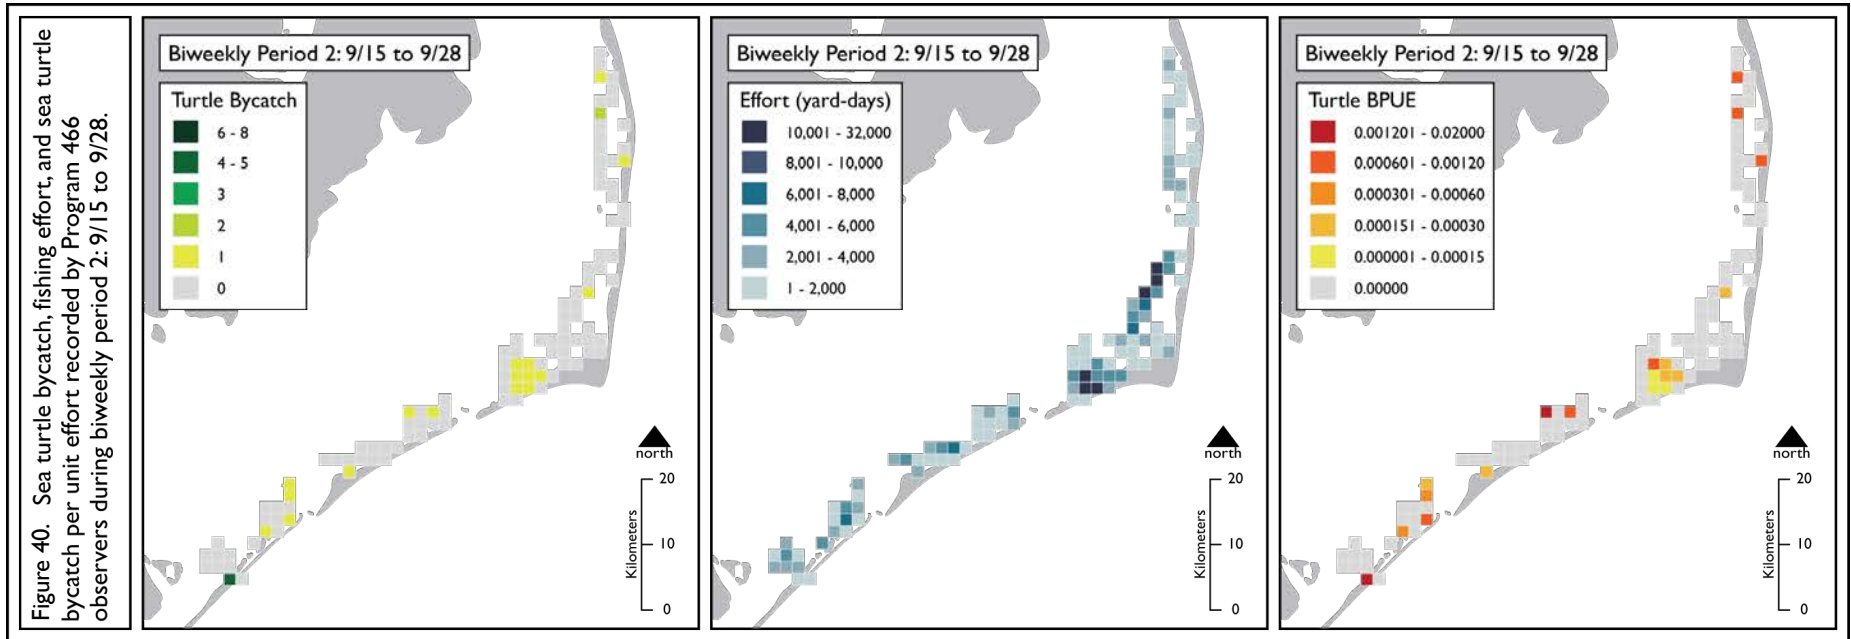 Figure 40. Sea turtle bycatch, fishing effort, and sea turtle
bycatch per unit effort recorded by Program 466
observers during biweekly period 2: 9/15 to 9/28.
Biweekly Period 2: 9/15 to 9/28
Turtle Bycatch
6 - 8
4 - 5
3
2
1
0
north
20
10
0
Kilometers
Biweekly Period 2: 9/15 to 9/28
Effort (yard-days)
10,001 - 32,000
8,001 - 10,000
6,001 - 8,000
4,001 - 6,000
2,001 - 4,000
1 - 2,000
north
20
10
0
Kilometers
Biweekly Period 2: 9/15 to 9/28
Turtle BPUE
0.001201 - 0.02000
0.000601 - 0.00120
0.000301 - 0.00060
0.000151 - 0.00030
0.000001 - 0.00015
0.00000
north
20
10
0
Kilometers